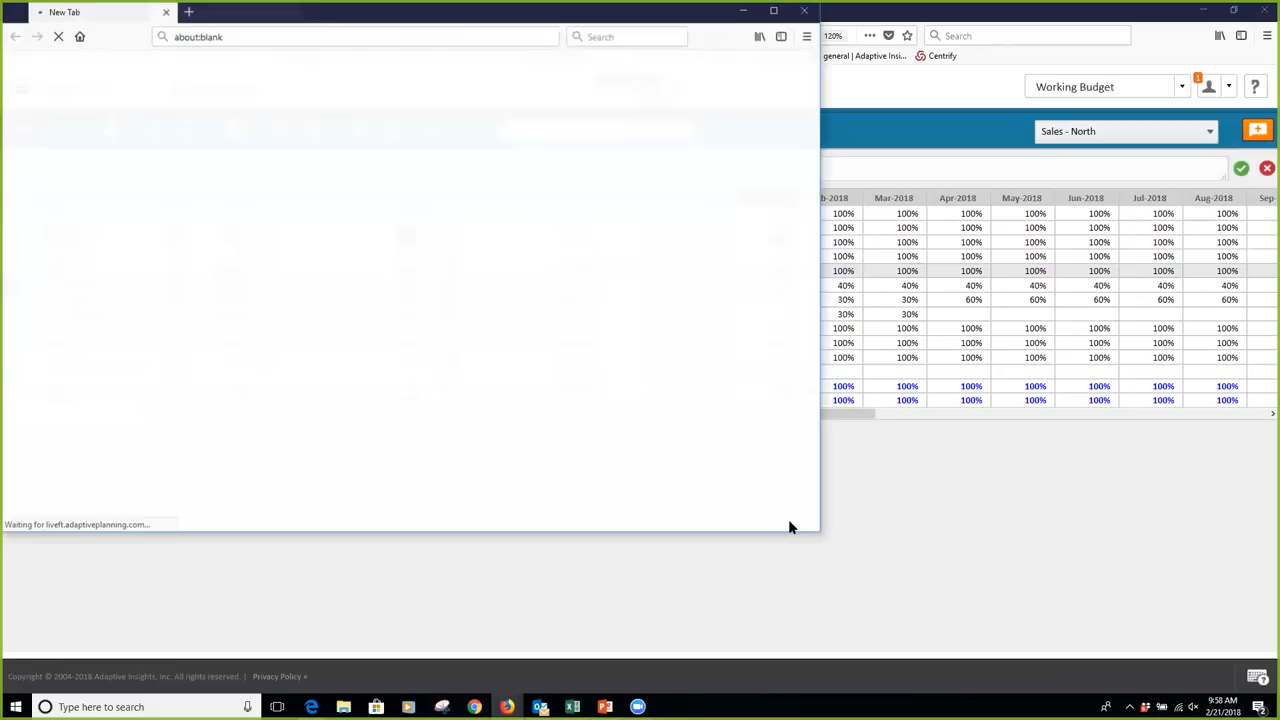 New Tab
about:blank
Search
120%
Search
general | Adaptive Insi...
Centrify
Working Budget
1
?
Sales - North
b-2018 Mar-2018 Apr-2018 May-2018 Jun-2018 Jul-2018 Aug-2018 Sep-
100% 100% 100% 100% 100% 100% 100%
100% 100% 100% 100% 100% 100% 100%
100% 100% 100% 100% 100% 100% 100%
100% 100% 100% 100% 100% 100% 100%
100% 100% 100% 100% 100% 100% 100%
40% 40% 40% 40% 40% 40% 40%
30% 30% 60% 60% 60% 60% 60%
30% 30%
100% 100% 100% 100% 100% 100% 100%
100% 100% 100% 100% 100% 100% 100%
100% 100% 100% 100% 100% 100% 100%
100% 100% 100% 100% 100% 100% 100%
100% 100% 100% 100% 100% 100% 100%
Waiting for liveft.adaptiveplanning.com...
Copyright © 2004-2018 Adaptive Insights, Inc. All rights reserved. | Privacy Policy »
Type here to search
9:58 AM
2/21/2018
2